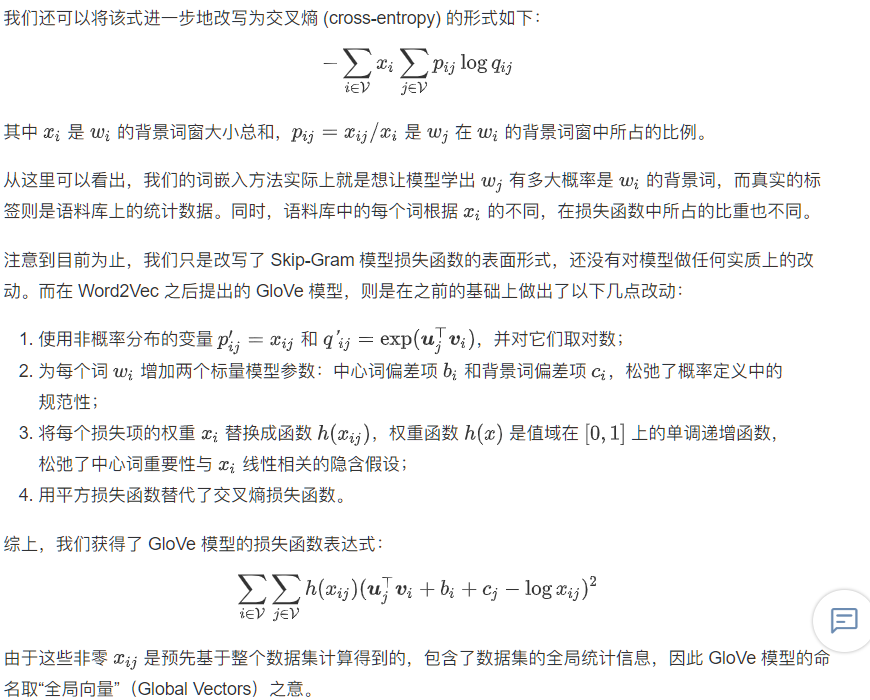 我们还可以将该式进一步地改写为交叉熵 (cross-entropy) 的形式如下：
$-\sum_{i\in\mathcal{V}} x_i \sum_{j\in\mathcal{V}} p_{ij} \log q_{ij}$
其中 $x_i$ 是 $w_i$ 的背景词窗大小总和，$p_{ij} = x_{ij}/x_i$ 是 $w_j$ 在 $w_i$ 的背景词窗中所占的比例。
从这里可以看出，我们的词嵌入方法实际上就是想让模型学出 $w_j$ 有多大概率是 $w_i$ 的背景词，而真实的标
签则是语料库上的统计数据。同时，语料库中的每个词根据 $x_i$ 的不同，在损失函数中所占的比重也不同。
注意到目前为止，我们只是改写了 Skip-Gram 模型损失函数的表面形式，还没有对模型做任何实质上的改
动。而在 Word2Vec 之后提出的 GloVe 模型，则是在之前的基础上做出了以下几点改动：
1. 使用非概率分布的变量 $p'_{ij} = x_{ij}$ 和 $q'_{ij} = \exp(\boldsymbol{u}_j^\top \boldsymbol{v}_i)$，并对它们取对数；
2. 为每个词 $w_i$ 增加两个标量模型参数：中心词偏差项 $b_i$ 和背景词偏差项 $c_i$，松弛了概率定义中的
规范性；
3. 将每个损失项的权重 $x_i$ 替换成函数 $h(x_{ij})$，权重函数 $h(x)$ 是值域在 $[0,1]$ 上的单调递增函数，
松弛了中心词重要性与 $x_i$ 线性相关的隐含假设；
4. 用平方损失函数替代了交叉熵损失函数。
综上，我们获得了 GloVe 模型的损失函数表达式：
$\sum_{i\in\mathcal{V}} \sum_{j\in\mathcal{V}} h(x_{ij})(\boldsymbol{u}_j^\top \boldsymbol{v}_i + b_i + c_j - \log x_{ij})^2$
由于这些非零 $x_{ij}$ 是预先基于整个数据集计算得到的，包含了数据集的全局统计信息，因此 GloVe 模型的命
名取“全局向量”（Global Vectors）之意。